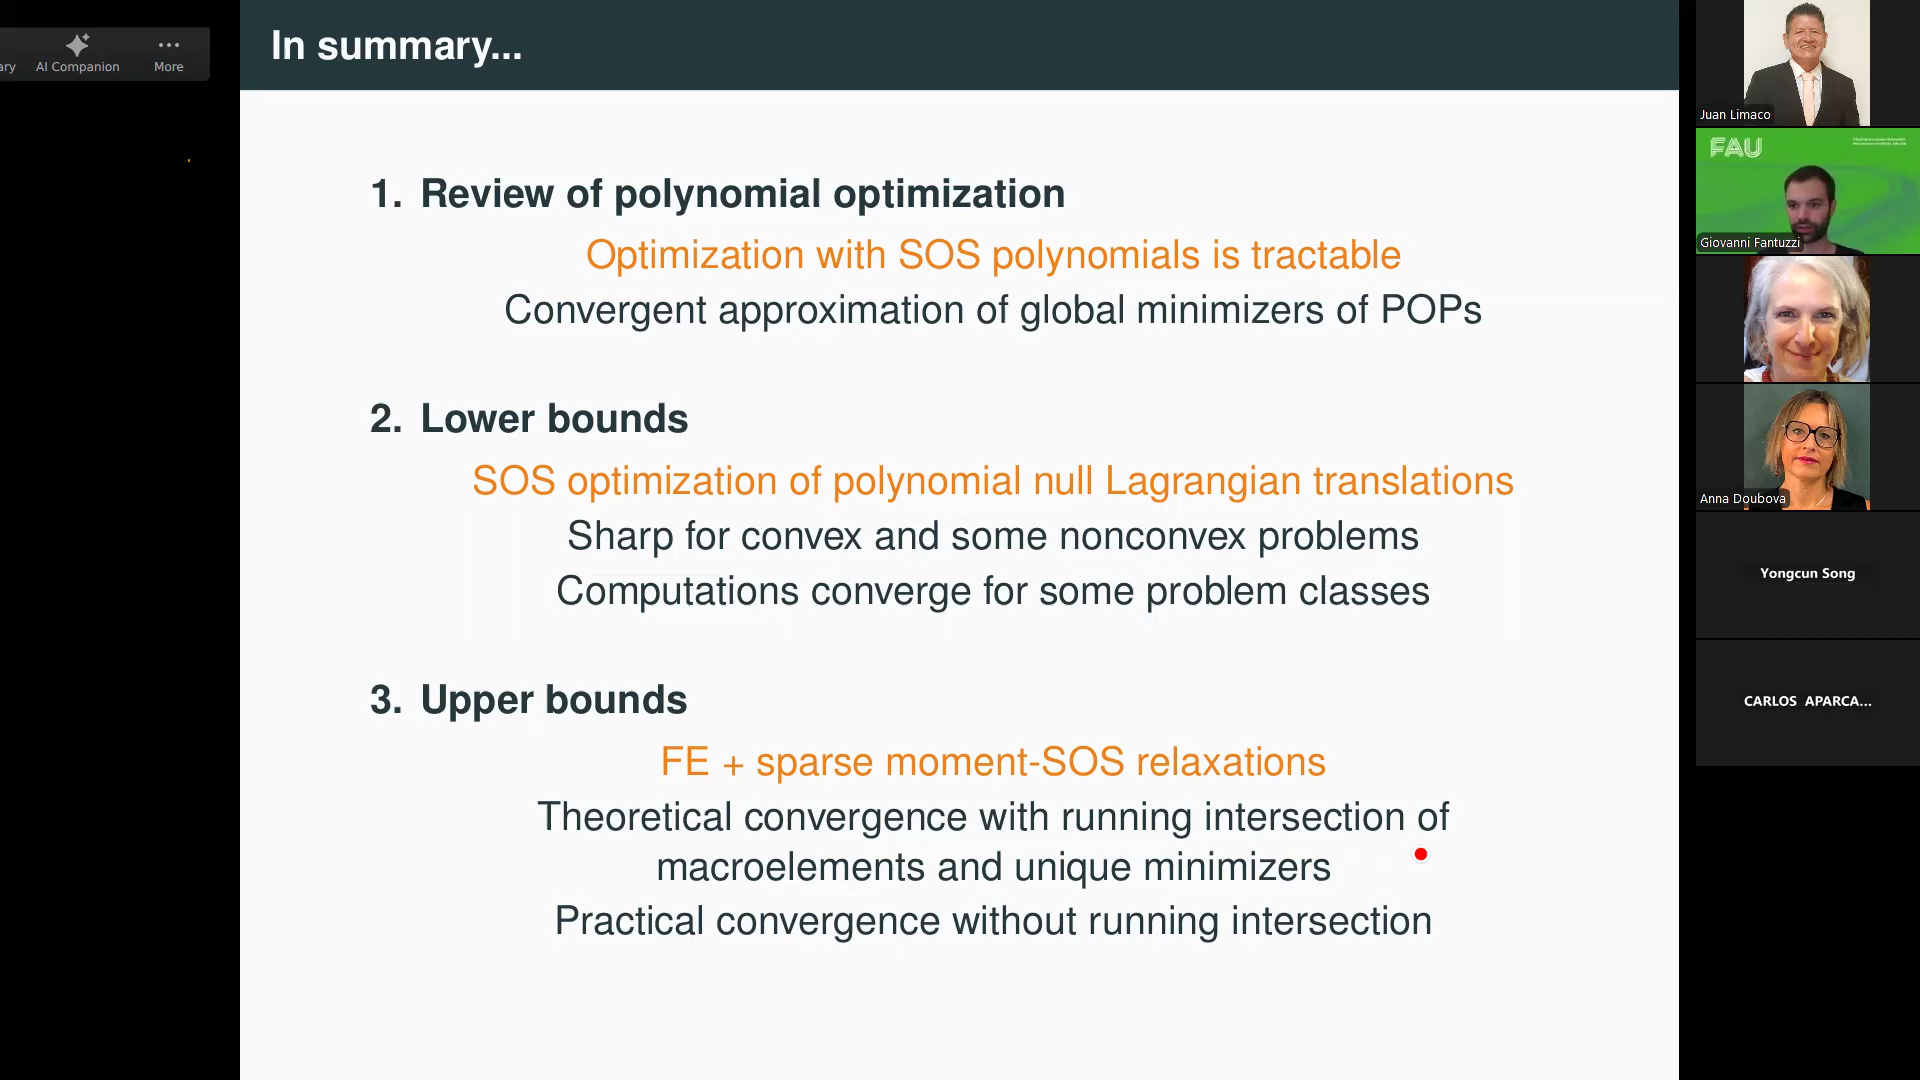 ary
AI Companion
More
In summary...
1. Review of polynomial optimization
Optimization with SOS polynomials is tractable
Convergent approximation of global minimizers of POPs
2. Lower bounds
SOS optimization of polynomial null Lagrangian translations
Sharp for convex and some nonconvex problems
Computations converge for some problem classes
3. Upper bounds
FE + sparse moment-SOS relaxations
Theoretical convergence with running intersection of
macroelements and unique minimizers
Practical convergence without running intersection
Juan Limaco
FAU
Giovanni Fantuzzi
Anna Doubova
Yongcun Song
CARLOS APARCA...